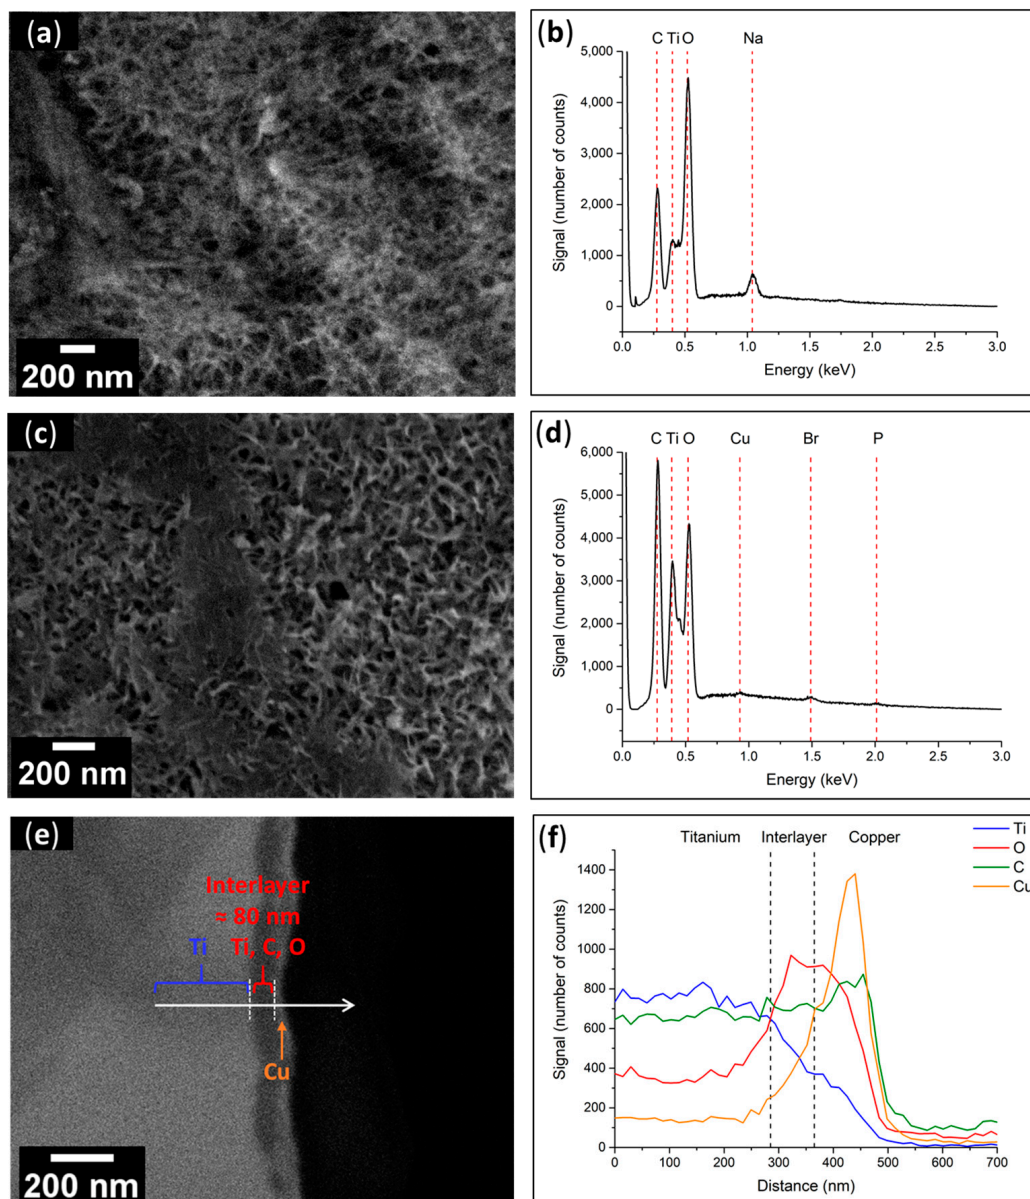 (a)
200 nm
(b)
C Ti O Na
5,000
4,000
3,000
2,000
1,000
0
Signal (number of counts)
0.0 0.5 1.0 1.5 2.0 2.5 3.0
Energy (keV)
(c)
200 nm
(d)
C Ti O Cu Br P
6,000
5,000
4,000
3,000
2,000
1,000
0
Signal (number of counts)
0.0 0.5 1.0 1.5 2.0 2.5 3.0
Energy (keV)
(e)
Interlayer
≈ 80 nm
Ti Ti, C, O
Cu
200 nm
(f)
Titanium Interlayer Copper
Ti
O
C
Cu
1400
1200
1000
800
600
400
200
0
Signal (number of counts)
0 100 200 300 400 500 600 700
Distance (nm)